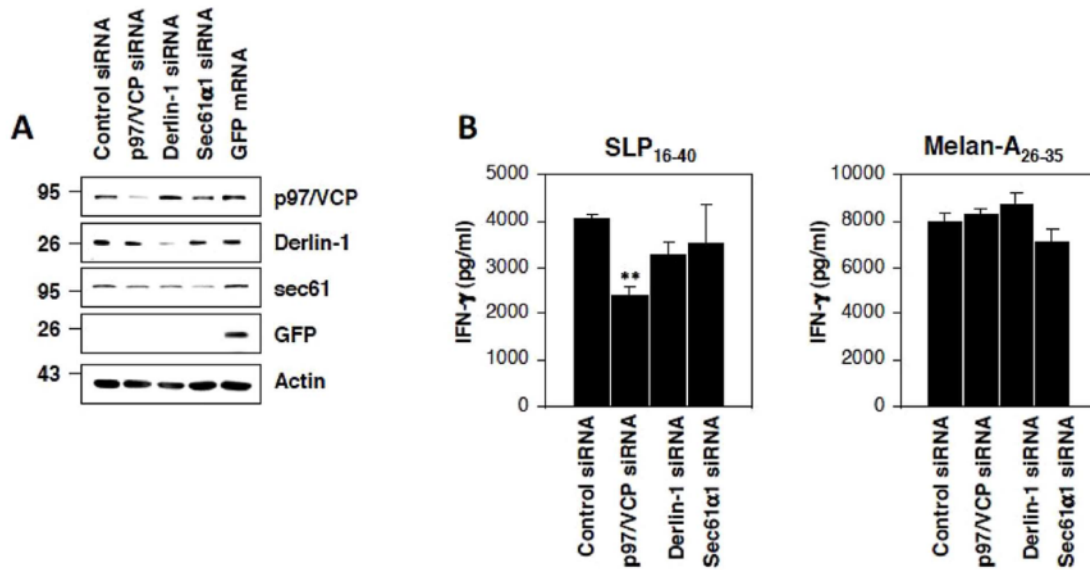 A
Control siRNA
p97/VCP siRNA
Derlin-1 siRNA
Sec61α1 siRNA
GFP mRNA
95 p97/VCP
26 Derlin-1
95 sec61
26 GFP
43 Actin
B
SLP16-40
IFN-γ (pg/ml)
5000
4000
3000
2000
1000
0
**
Control siRNA
p97/VCP siRNA
Derlin-1 siRNA
Sec61α1 siRNA
Melan-A26-35
IFN-γ (pg/ml)
10000
8000
6000
4000
2000
0
Control siRNA
p97/VCP siRNA
Derlin-1 siRNA
Sec61α1 siRNA